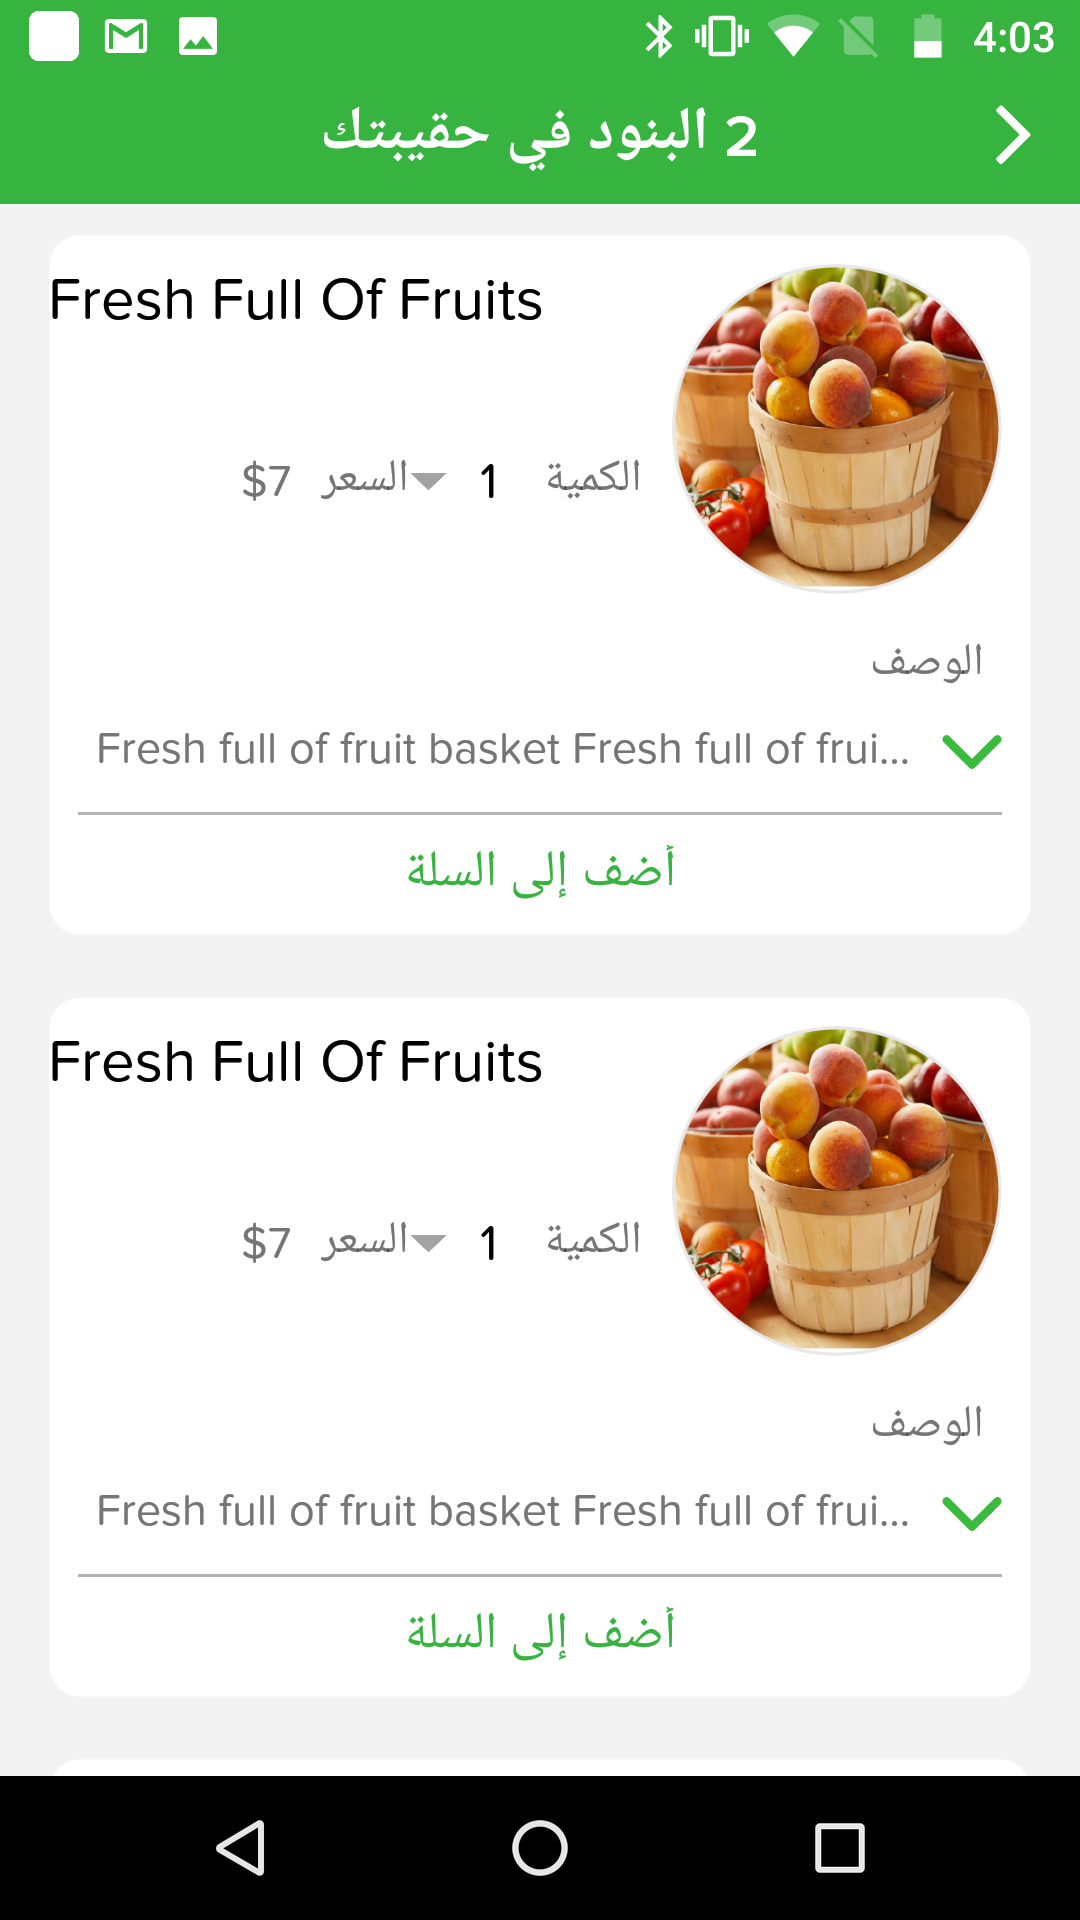 4:03
2 البنود في حقيبتك
Fresh Full Of Fruits
الكمية 1 السعر $7
الوصف
Fresh full of fruit basket Fresh full of frui...
أضف إلى السلة
Fresh Full Of Fruits
الكمية 1 السعر $7
الوصف
Fresh full of fruit basket Fresh full of frui...
أضف إلى السلة